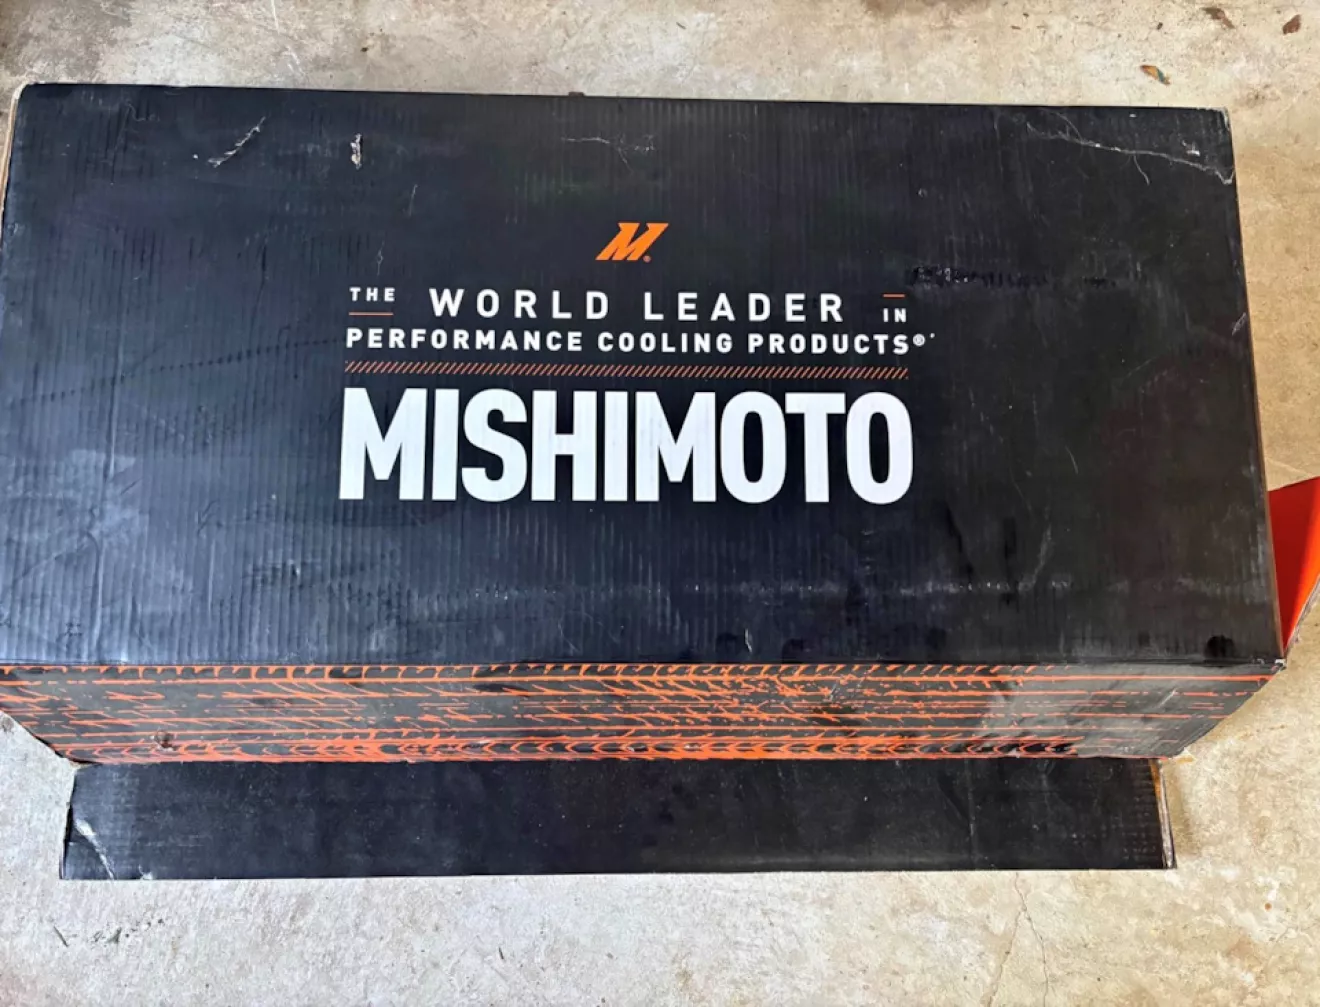 M®
THE WORLD LEADER IN
PERFORMANCE COOLING PRODUCTS®
MISHIMOTO